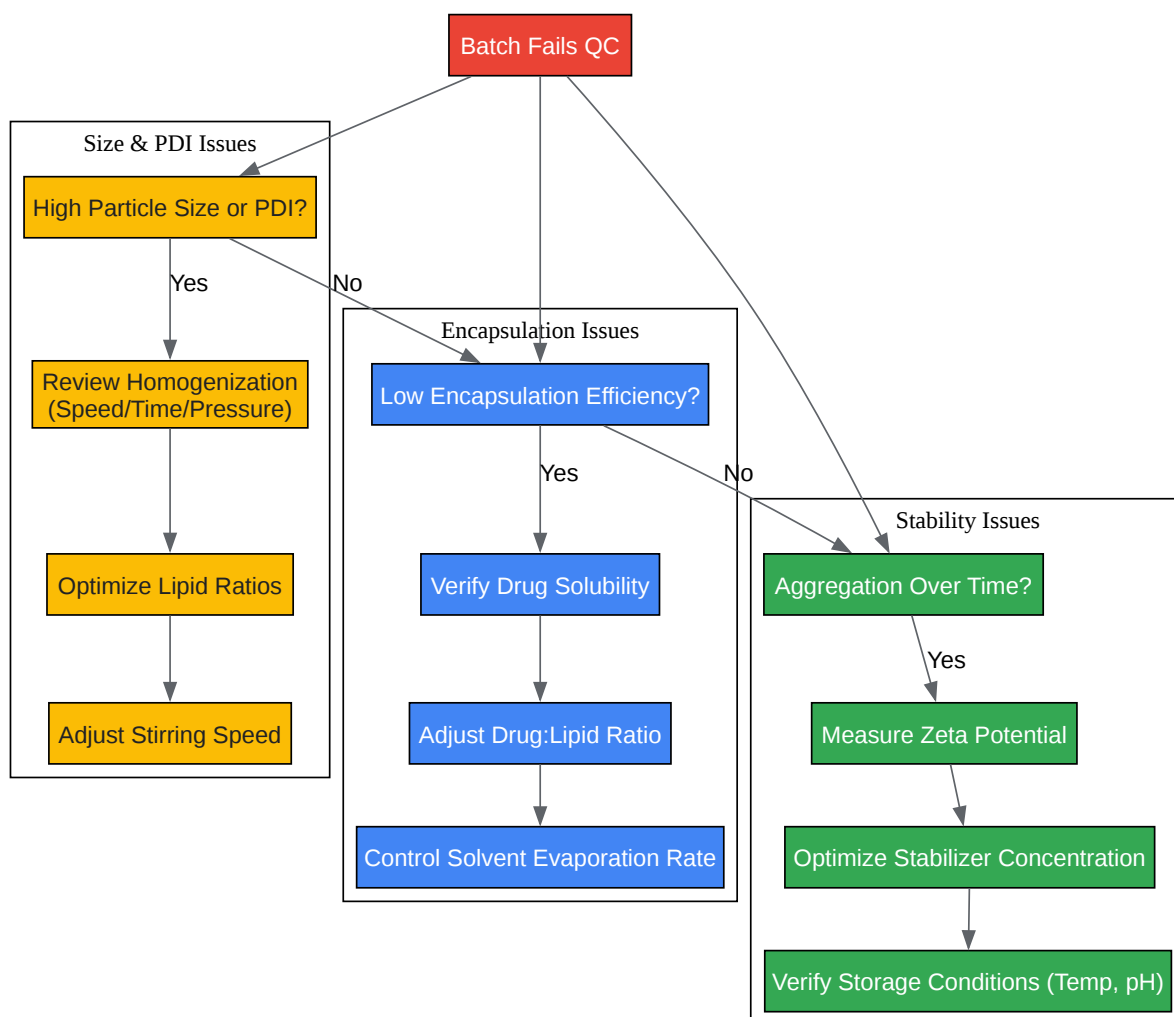 Batch Fails QC
Size & PDI Issues
High Particle Size or PDI?
Yes
No
Review Homogenization
(Speed/Time/Pressure)
Optimize Lipid Ratios
Adjust Stirring Speed
Encapsulation Issues
Low Encapsulation Efficiency?
Yes
No
Verify Drug Solubility
Adjust Drug:Lipid Ratio
Control Solvent Evaporation Rate
Stability Issues
Aggregation Over Time?
Yes
Measure Zeta Potential
Optimize Stabilizer Concentration
Verify Storage Conditions (Temp, pH)